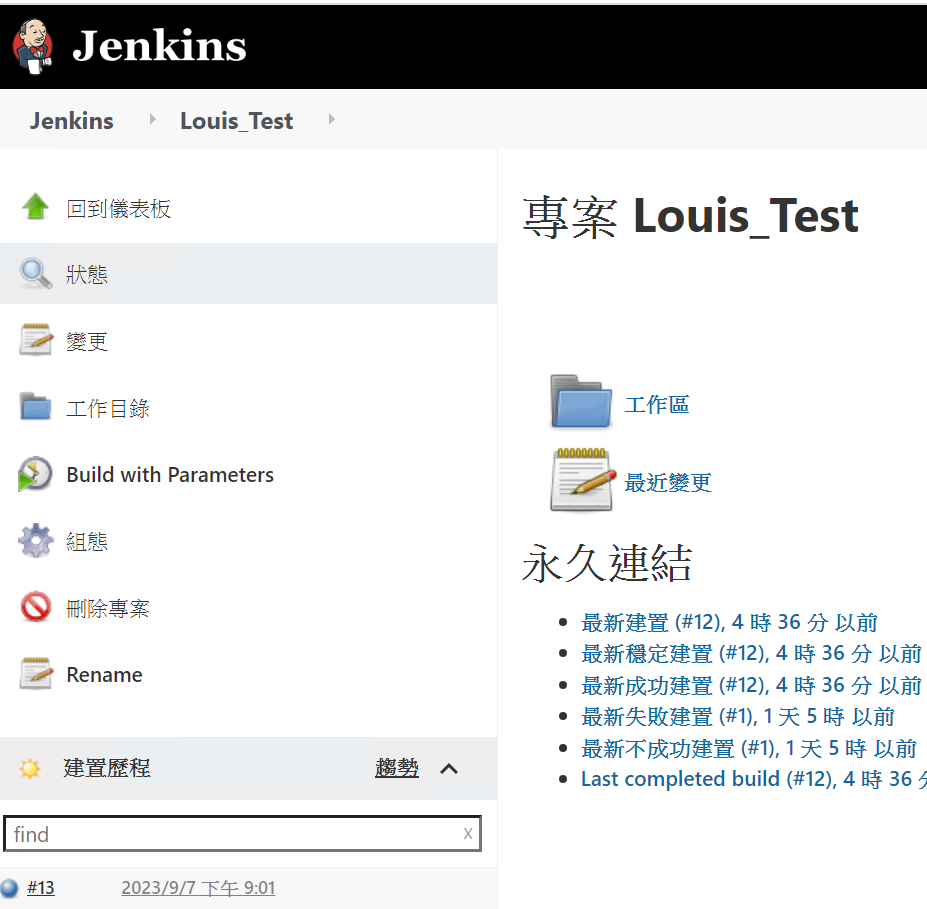 Jenkins
Jenkins
Louis_Test
回到儀表板
狀態
變更
工作目錄
Build with Parameters
組態
刪除專案
Rename
建置歷程 趨勢
find x
#13 2023/9/7 下午 9:01
專案 Louis_Test
工作區
最近變更
永久連結
最新建置 (#12), 4 時 36 分 以前
最新穩定建置 (#12), 4 時 36 分 以前
最新成功建置 (#12), 4 時 36 分 以前
最新失敗建置 (#1), 1 天 5 時 以前
最新不成功建置 (#1), 1 天 5 時 以前
Last completed build (#12), 4 時 36